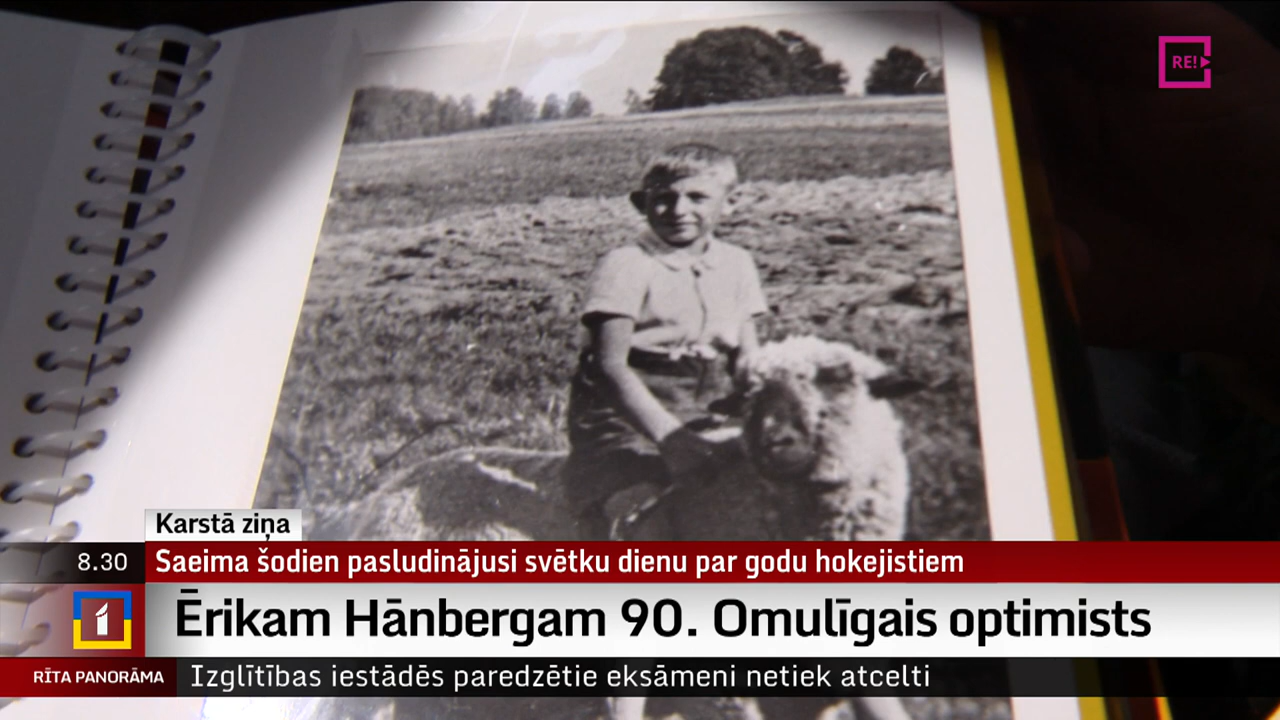 RE!
Karstā ziņa
8.30 Saeima šodien pasludinājusi svētku dienu par godu hokejistiem
1 Ērikam Hānbergam 90. Omulīgais optimists
RĪTA PANORĀMA Izglītības iestādēs paredzētie eksāmeni netiek atcelti